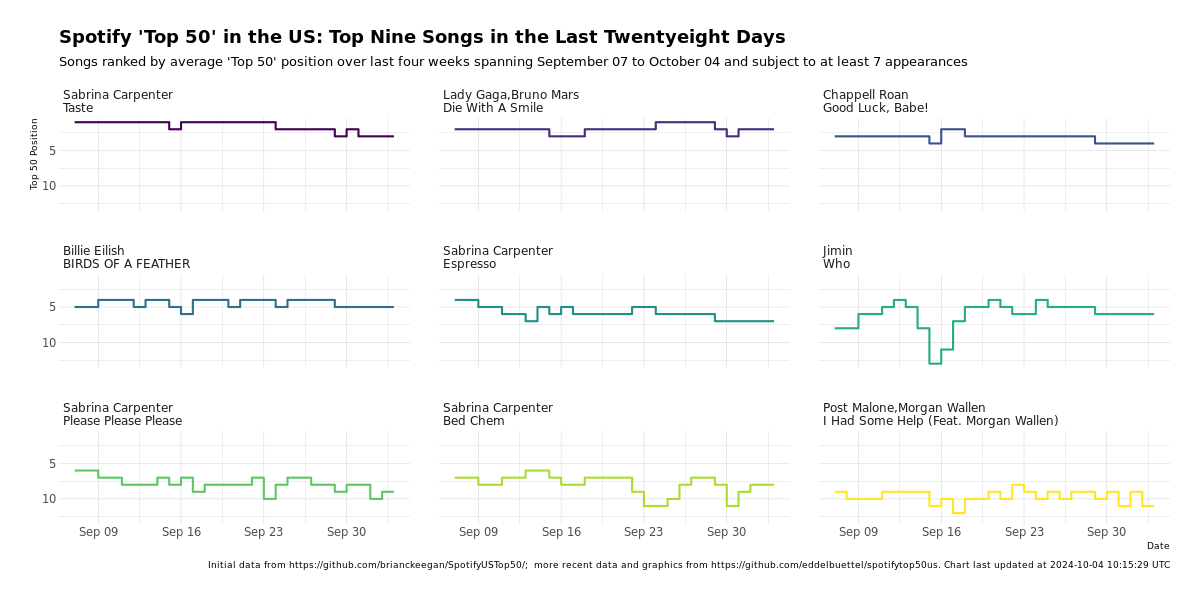 Spotify 'Top 50' in the US: Top Nine Songs in the Last Twentyeight Days
Songs ranked by average 'Top 50' position over last four weeks spanning September 07 to October 04 and subject to at least 7 appearances
Sabrina Carpenter
Taste
Lady Gaga,Bruno Mars
Die With A Smile
Chappell Roan
Good Luck, Babe!
Top 50 Position
5
10
Billie Eilish
BIRDS OF A FEATHER
Sabrina Carpenter
Espresso
Jimin
Who
5
10
Sabrina Carpenter
Please Please Please
Sabrina Carpenter
Bed Chem
Post Malone,Morgan Wallen
I Had Some Help (Feat. Morgan Wallen)
5
10
Sep 09 Sep 16 Sep 23 Sep 30
Sep 09 Sep 16 Sep 23 Sep 30
Sep 09 Sep 16 Sep 23 Sep 30
Date
Initial data from https://github.com/brianckeegan/SpotifyUSTop50/;  more recent data and graphics from https://github.com/eddelbuettel/spotifytop50us. Chart last updated at 2024-10-04 10:15:29 UTC